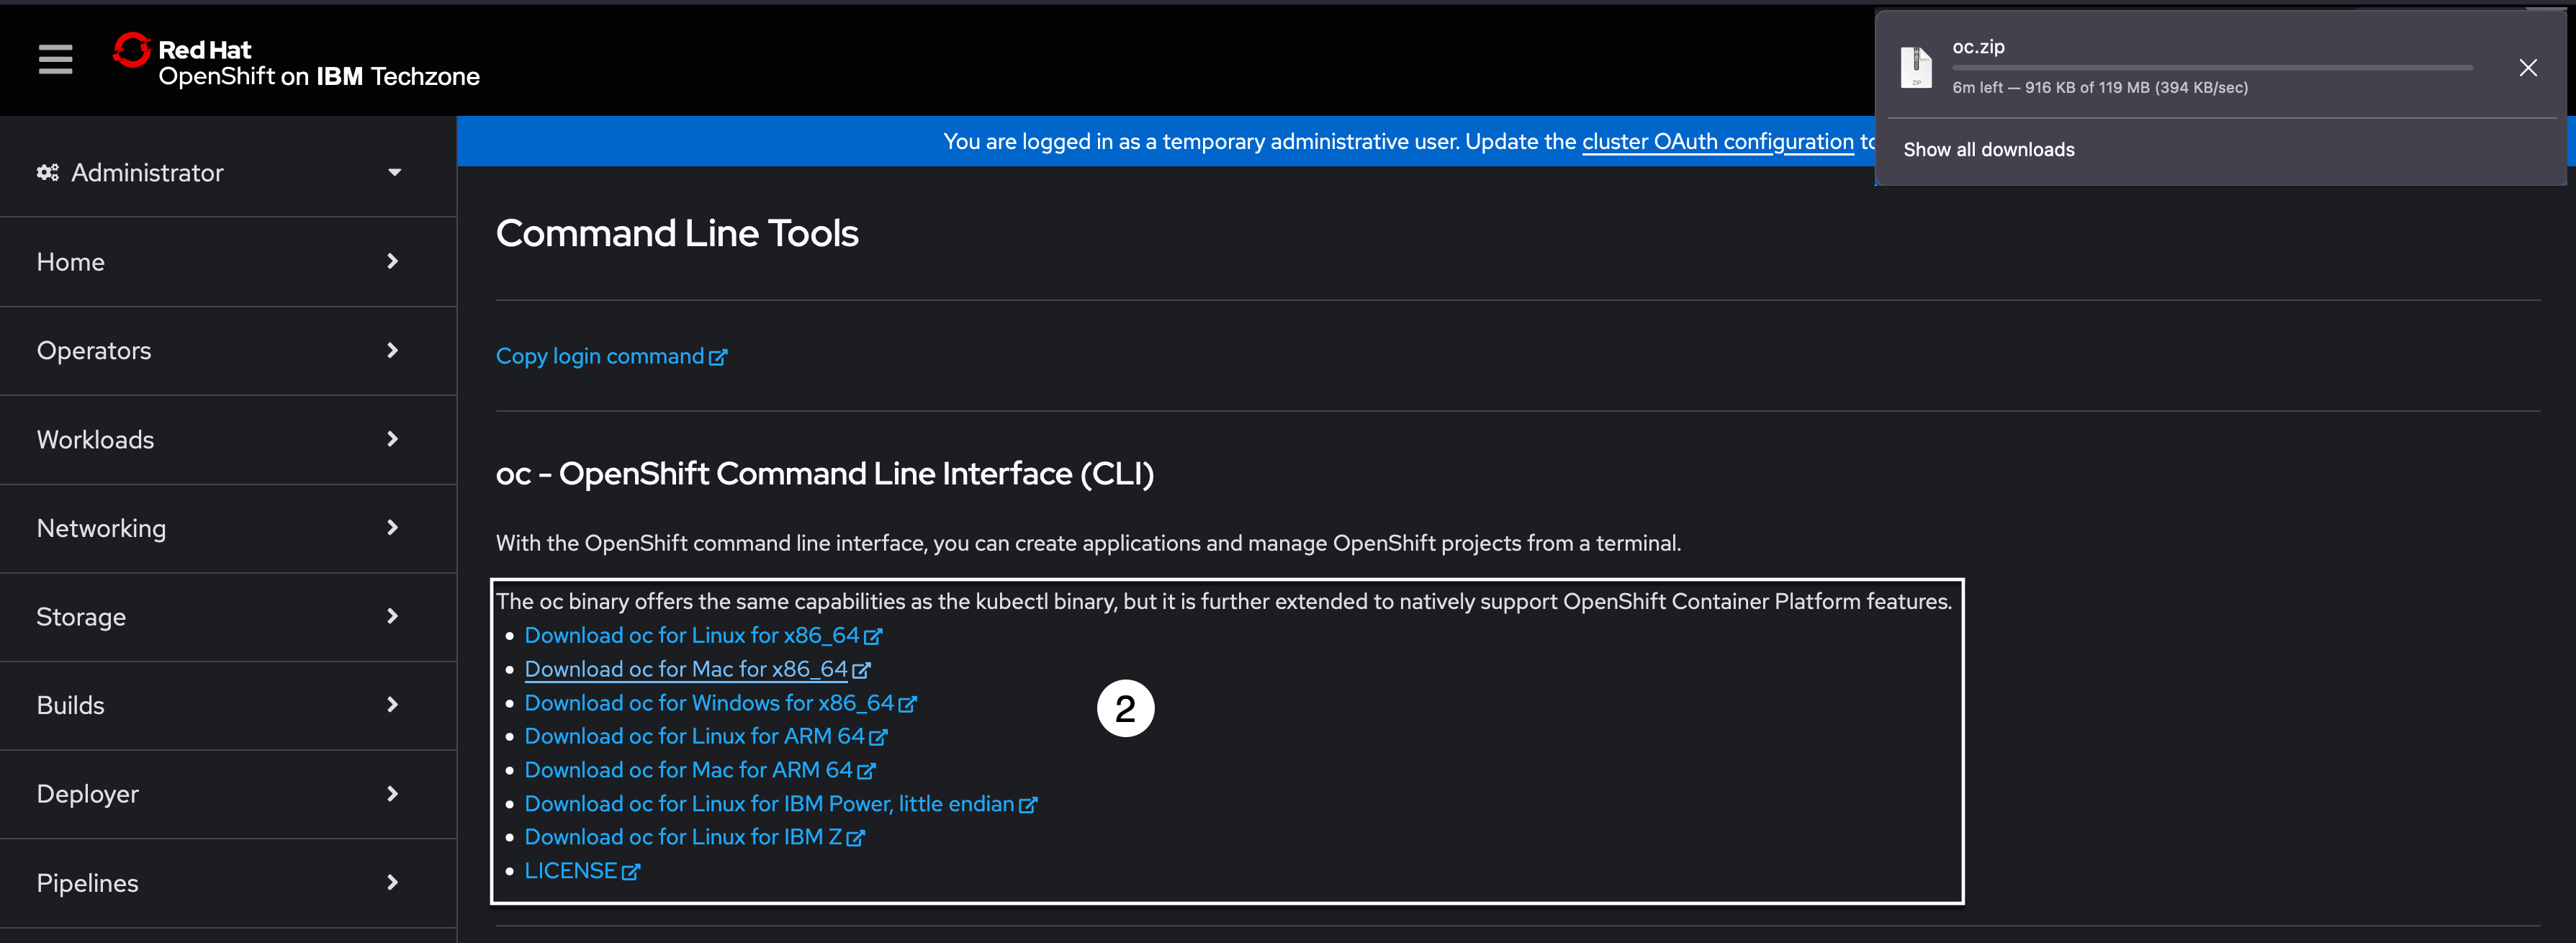 Red Hat
OpenShift on IBM Techzone
oc.zip
6m left — 916 KB of 119 MB (394 KB/sec)
Show all downloads
ZIP
You are logged in as a temporary administrative user. Update the cluster OAuth configuration to
Administrator
Home
Operators
Workloads
Networking
Storage
Builds
Deployer
Pipelines
Command Line Tools
Copy login command
oc - OpenShift Command Line Interface (CLI)
With the OpenShift command line interface, you can create applications and manage OpenShift projects from a terminal.
The oc binary offers the same capabilities as the kubectl binary, but it is further extended to natively support OpenShift Container Platform features.
Download oc for Linux for x86_64
Download oc for Mac for x86_64
Download oc for Windows for x86_64
Download oc for Linux for ARM 64
Download oc for Mac for ARM 64
Download oc for Linux for IBM Power, little endian
Download oc for Linux for IBM Z
LICENSE
2